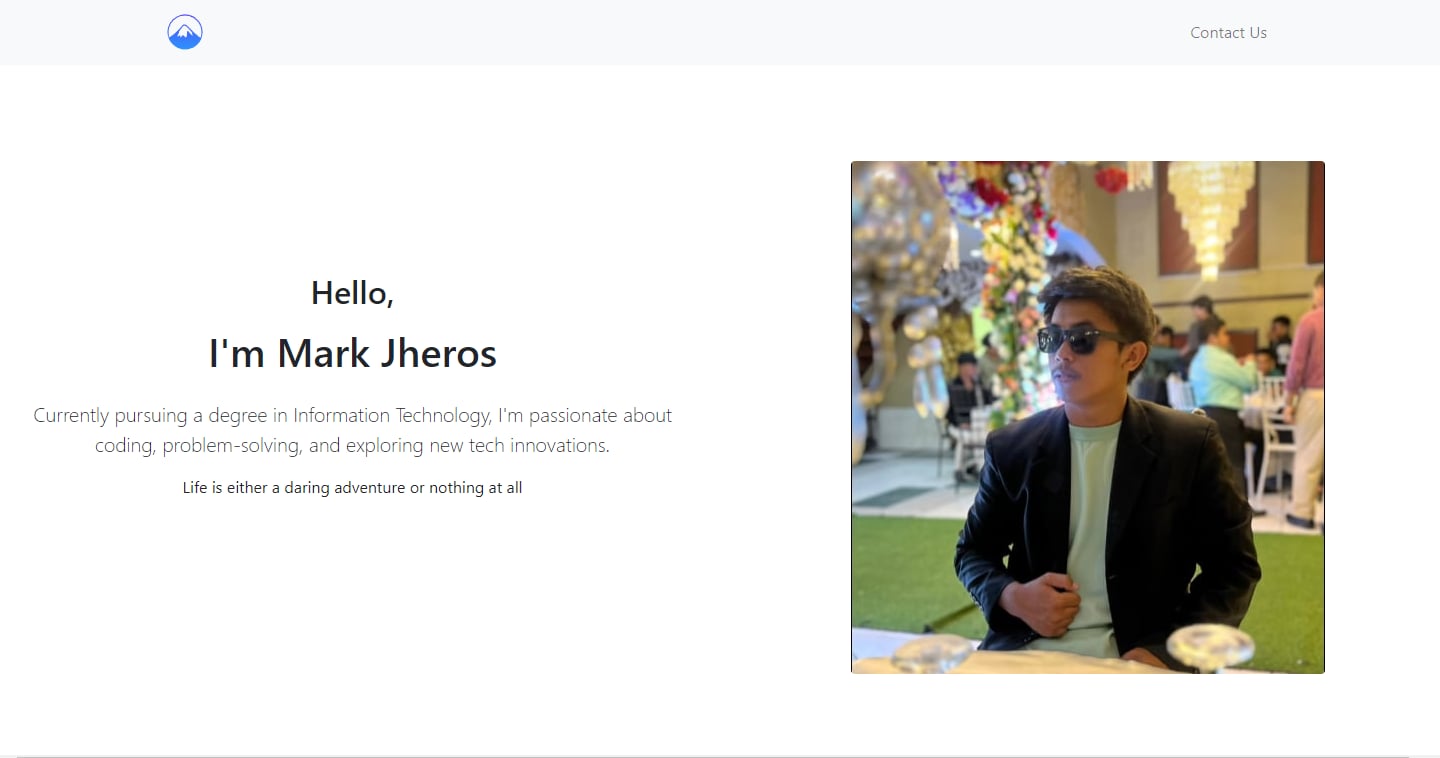 Contact Us
Hello,
I'm Mark Jheros
Currently pursuing a degree in Information Technology, I'm passionate about
coding, problem-solving, and exploring new tech innovations.
Life is either a daring adventure or nothing at all